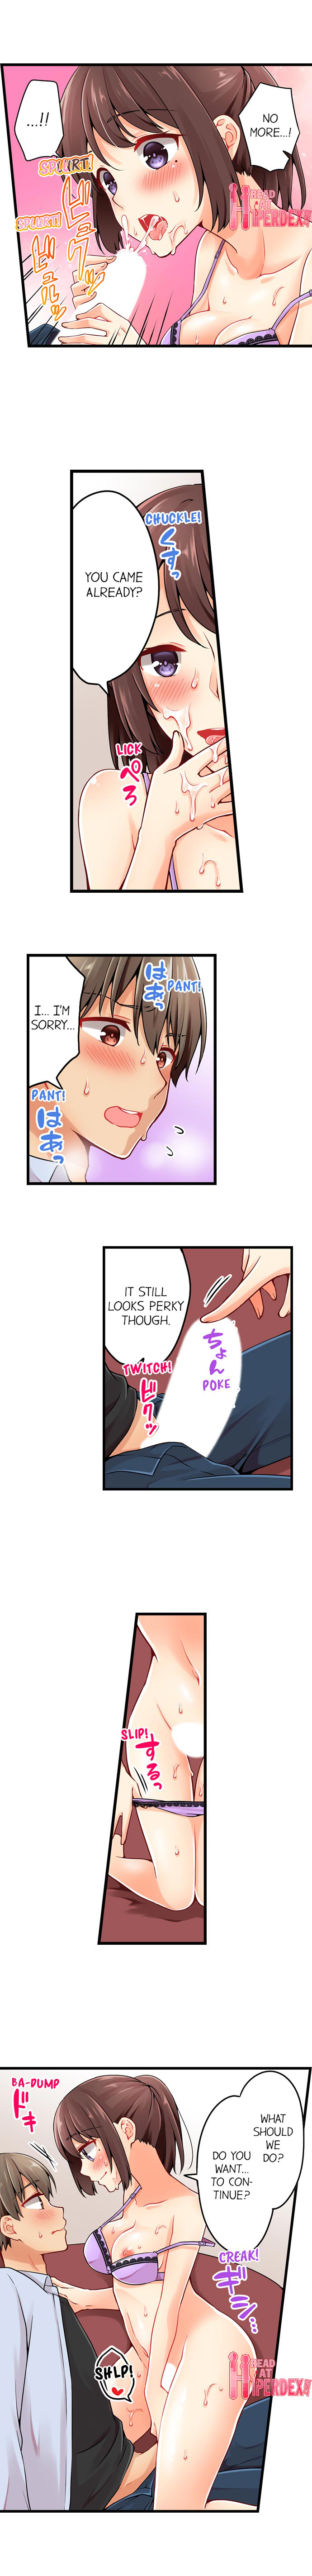 ...!!
NO
MORE...!
SPLURT!
ビュクッ
SPLURT!
ビュルッ
READ
AT
HIPERDEX
CHUCKLE!
くすっ
YOU CAME
ALREADY?
LICK
ぺろ
はあっ
PANT!
I... I'M
SORRY...
PANT!
はあっ
IT STILL
LOOKS PERKY
THOUGH.
ちょん
POKE
TWITCH!
ビクッ
SLIP!
するっ
BA-DUMP
ドキ
WHAT
SHOULD
WE
DO?
DO YOU
WANT...
TO CON-
TINUE?
CREAK!
ギシ...
READ
AT
HIPERDEX
SHLP!